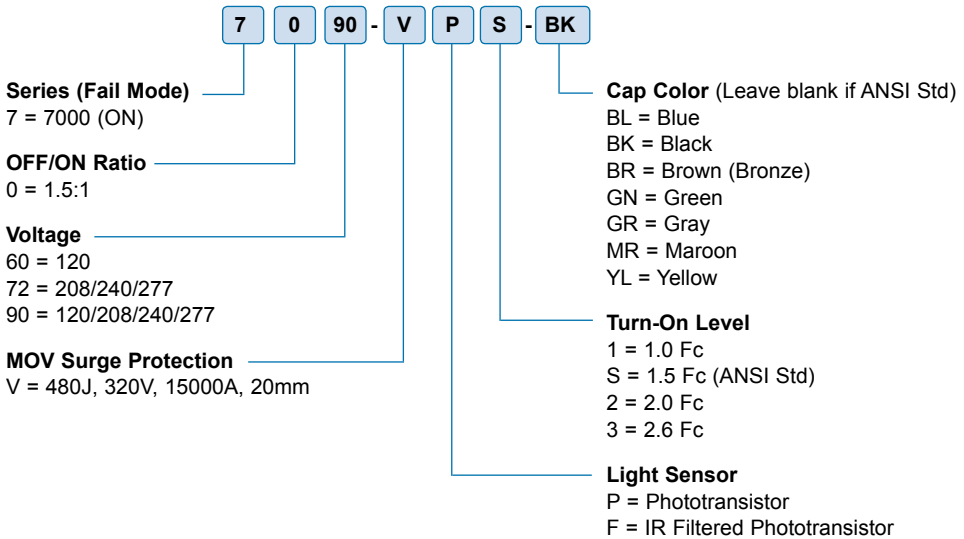 7 0 90 - V P S - BK
Series (Fail Mode)
7 = 7000 (ON)
OFF/ON Ratio
0 = 1.5:1
Voltage
60 = 120
72 = 208/240/277
90 = 120/208/240/277
MOV Surge Protection
V = 480J, 320V, 15000A, 20mm
Cap Color (Leave blank if ANSI Std)
BL = Blue
BK = Black
BR = Brown (Bronze)
GN = Green
GR = Gray
MR = Maroon
YL = Yellow
Turn-On Level
1 = 1.0 Fc
S = 1.5 Fc (ANSI Std)
2 = 2.0 Fc
3 = 2.6 Fc
Light Sensor
P = Phototransistor
F = IR Filtered Phototransistor